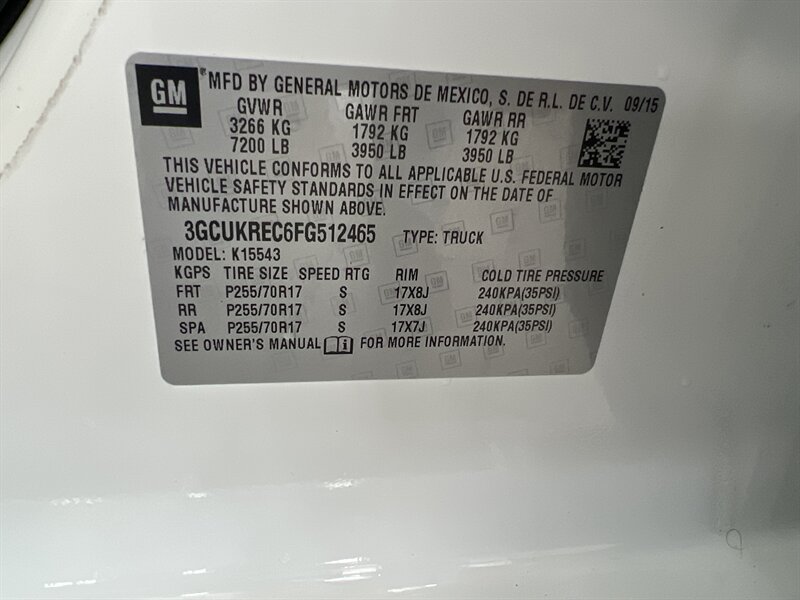 GM ® MFD BY GENERAL MOTORS DE MEXICO, S. DE R.L. DE C.V. 09/15
GVWR GAWR FRT GAWR RR
3266 KG 1792 KG 1792 KG
7200 LB 3950 LB 3950 LB
THIS VEHICLE CONFORMS TO ALL APPLICABLE U.S. FEDERAL MOTOR
VEHICLE SAFETY STANDARDS IN EFFECT ON THE DATE OF
MANUFACTURE SHOWN ABOVE.
3GCUKREC6FG512465 TYPE: TRUCK
MODEL: K15543
KGPS TIRE SIZE SPEED RTG RIM COLD TIRE PRESSURE
FRT P255/70R17 S 17X8J 240KPA(35PSI)
RR P255/70R17 S 17X8J 240KPA(35PSI)
SPA P255/70R17 S 17X7J 240KPA(35PSI)
SEE OWNER'S MANUAL i FOR MORE INFORMATION.